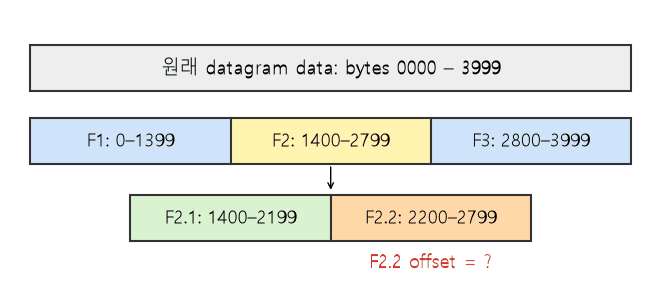 원래 datagram data: bytes 0000 – 3999
F1: 0–1399
F2: 1400–2799
F3: 2800–3999
F2.1: 1400–2199
F2.2: 2200–2799
F2.2 offset = ?